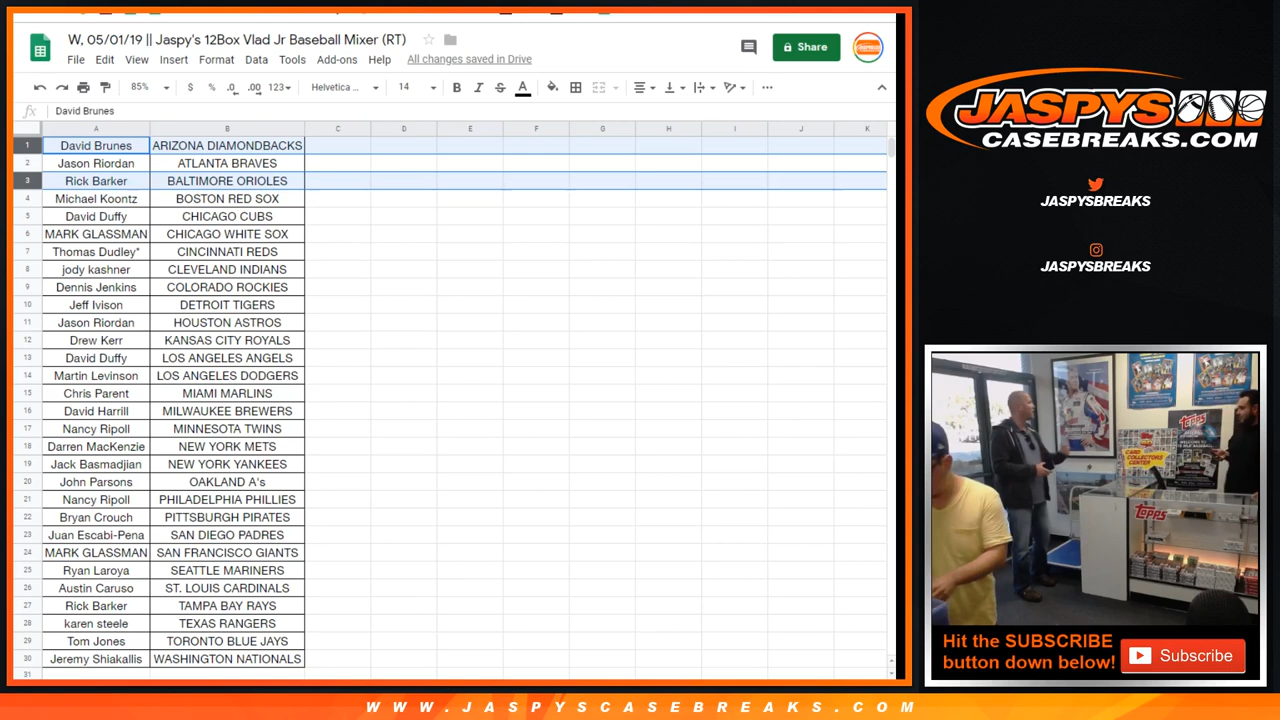 W, 05/01/19 || Jaspy's 12Box Vlad Jr Baseball Mixer (RT)
File Edit View Insert Format Data Tools Add-ons Help All changes saved in Drive
Share
85% $ % .0 .00 123 Helvetica ... 14 B I S A
fx David Brunes
A B C D E F G H I J K
1 David Brunes ARIZONA DIAMONDBACKS
2 Jason Riordan ATLANTA BRAVES
3 Rick Barker BALTIMORE ORIOLES
4 Michael Koontz BOSTON RED SOX
5 David Duffy CHICAGO CUBS
6 MARK GLASSMAN CHICAGO WHITE SOX
7 Thomas Dudley* CINCINNATI REDS
8 jody kashner CLEVELAND INDIANS
9 Dennis Jenkins COLORADO ROCKIES
10 Jeff Ivison DETROIT TIGERS
11 Jason Riordan HOUSTON ASTROS
12 Drew Kerr KANSAS CITY ROYALS
13 David Duffy LOS ANGELES ANGELS
14 Martin Levinson LOS ANGELES DODGERS
15 Chris Parent MIAMI MARLINS
16 David Harrill MILWAUKEE BREWERS
17 Nancy Ripoll MINNESOTA TWINS
18 Darren MacKenzie NEW YORK METS
19 Jack Basmadjian NEW YORK YANKEES
20 John Parsons OAKLAND A's
21 Nancy Ripoll PHILADELPHIA PHILLIES
22 Bryan Crouch PITTSBURGH PIRATES
23 Juan Escabi-Pena SAN DIEGO PADRES
24 MARK GLASSMAN SAN FRANCISCO GIANTS
25 Ryan Laroya SEATTLE MARINERS
26 Austin Caruso ST. LOUIS CARDINALS
27 Rick Barker TAMPA BAY RAYS
28 karen steele TEXAS RANGERS
29 Tom Jones TORONTO BLUE JAYS
30 Jeremy Shiakallis WASHINGTON NATIONALS
31
JASPYS
CASEBREAKS.COM
JASPYSBREAKS
JASPYSBREAKS
topps
CARD COLLECTORS CENTER
topps
Hit the SUBSCRIBE
button down below!
Subscribe
WWW.JASPYSCASEBREAKS.COM